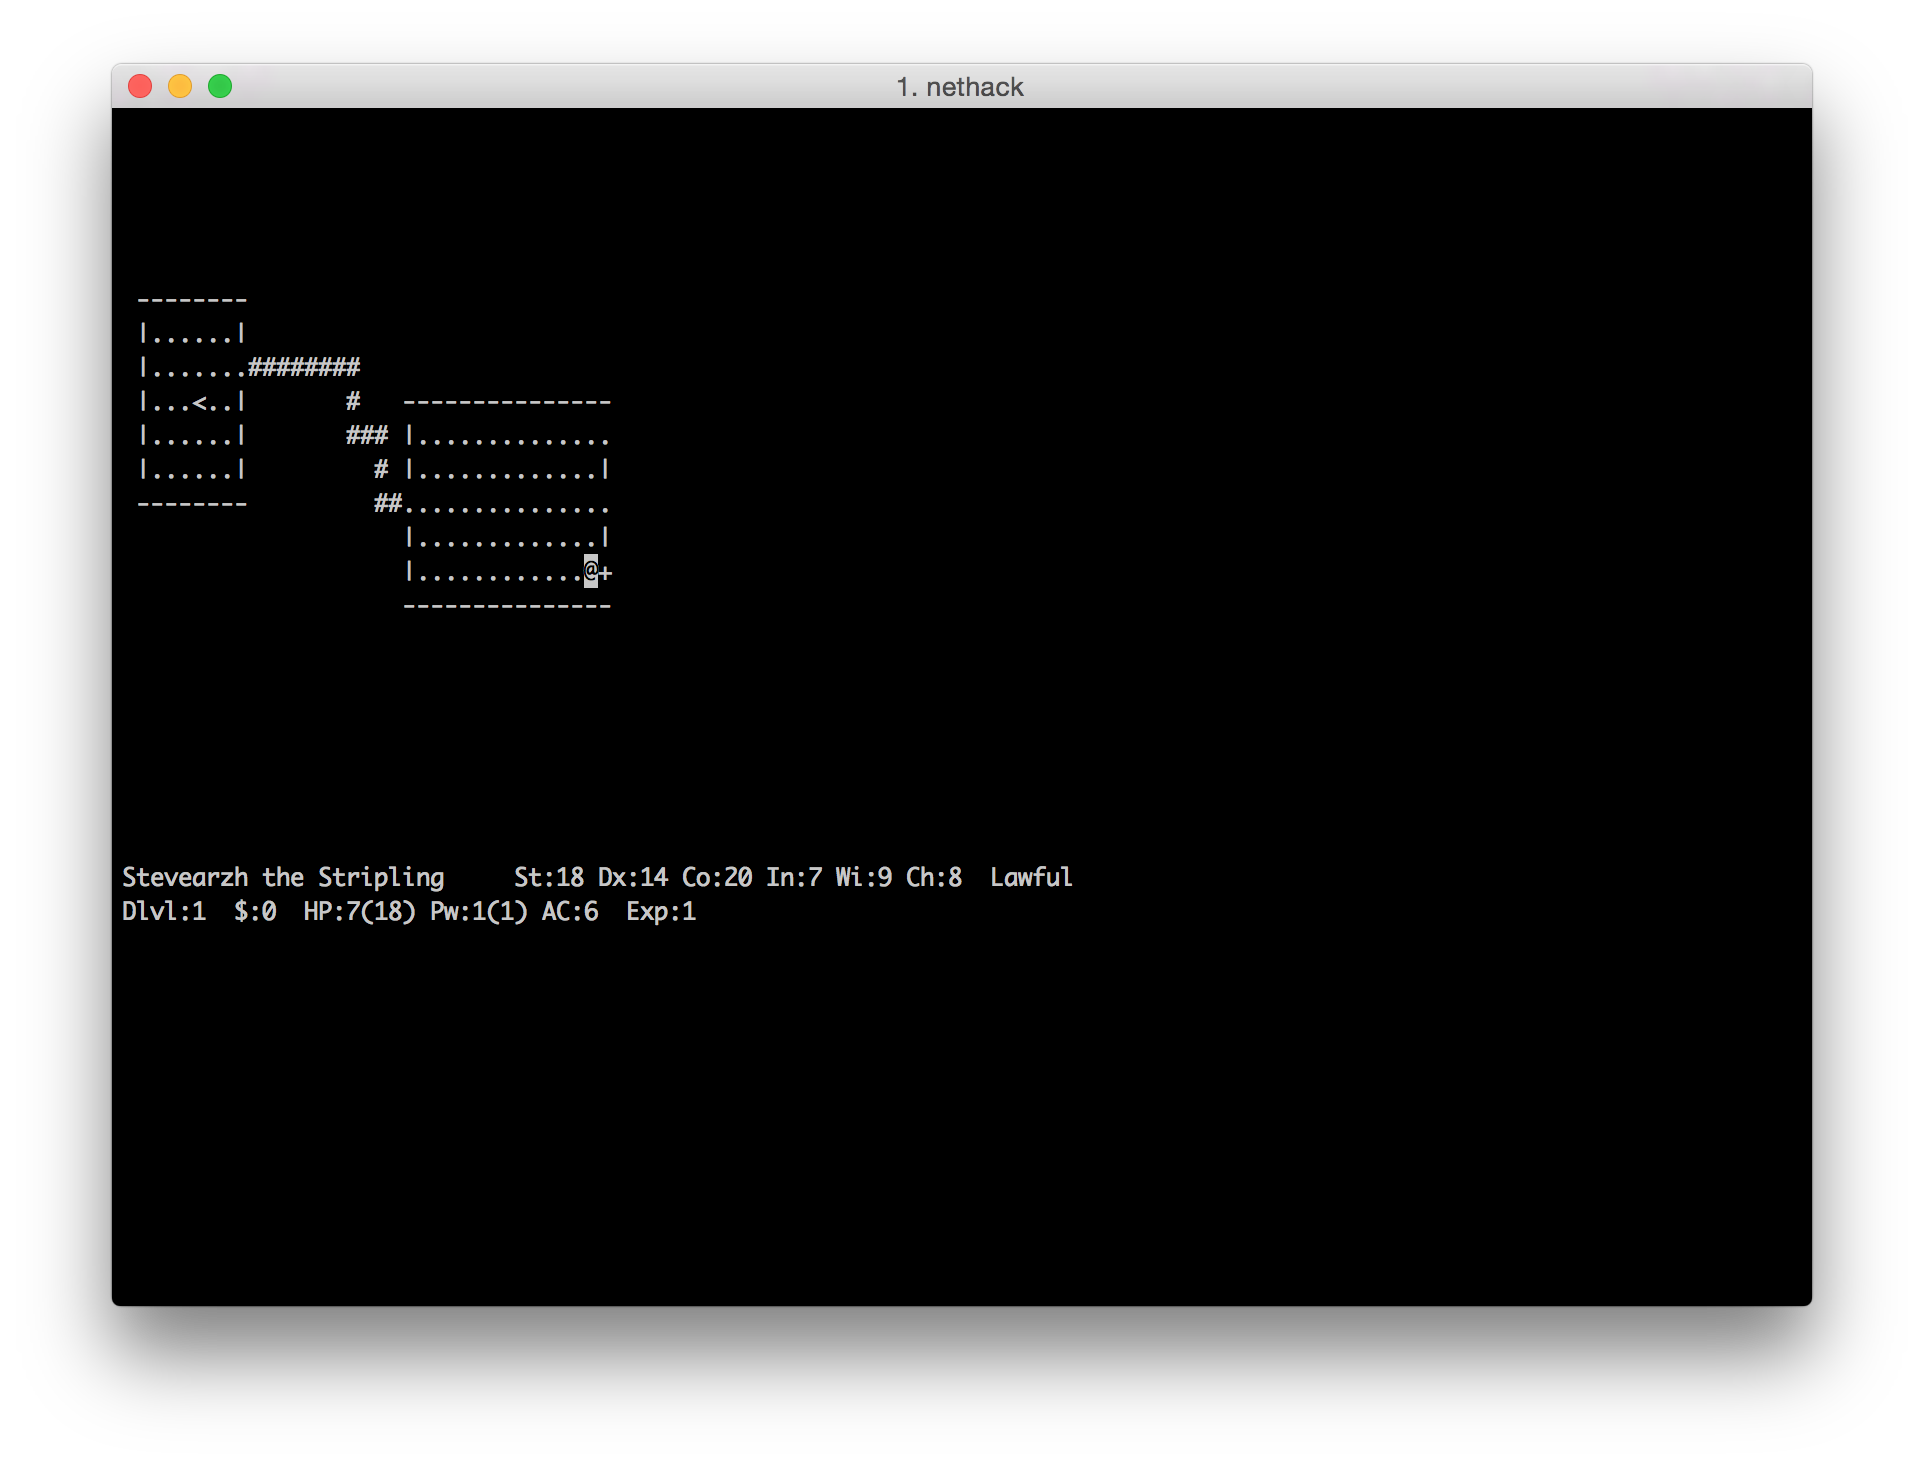 1. nethack
 --------
 |......|
 |.......########
 |...<..|       #   ---------------
 |......|       ### |..............
 |......|         # |.............|
 --------         ##...............
                    |.............|
                    |............@+
                    ---------------
Stevearzh the Stripling     St:18 Dx:14 Co:20 In:7 Wi:9 Ch:8  Lawful
Dlvl:1  $:0  HP:7(18) Pw:1(1) AC:6  Exp:1